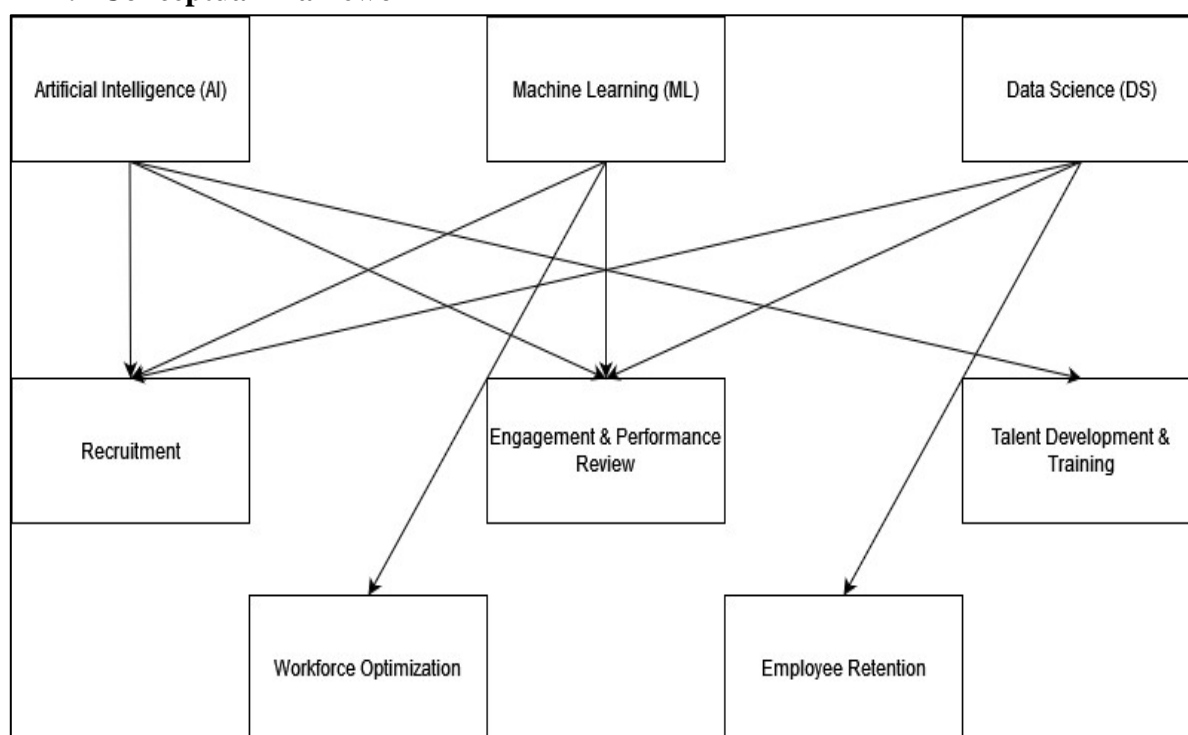 Artificial Intelligence (AI)
Machine Learning (ML)
Data Science (DS)
Recruitment
Engagement & Performance
Review
Talent Development &
Training
Workforce Optimization
Employee Retention